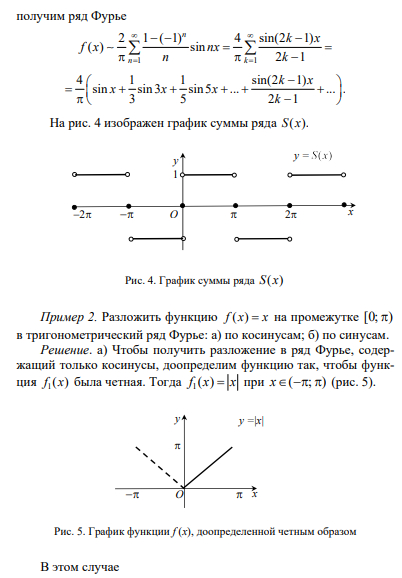 получим ряд Фурье
f(x) ~ 2/π ∑_{n=1}^{∞} (1−(−1)^n)/n sin nx = 4/π ∑_{k=1}^{∞} sin(2k−1)x/(2k−1) =
= 4/π (sin x + 1/3 sin 3x + 1/5 sin 5x + ... + sin(2k−1)x/(2k−1) + ...).
На рис. 4 изображен график суммы ряда S(x).
y y = S(x)
1
−2π −π O π 2π x
Рис. 4. График суммы ряда S(x)
Пример 2. Разложить функцию f(x) = x на промежутке [0; π)
в тригонометрический ряд Фурье: а) по косинусам; б) по синусам.
Решение. а) Чтобы получить разложение в ряд Фурье, содер-
жащий только косинусы, доопределим функцию так, чтобы функ-
ция f₁(x) была четная. Тогда f₁(x) = |x| при x∈(−π; π) (рис. 5).
y y =|x|
π
−π O π x
Рис. 5. График функции f (x), доопределенной четным образом
В этом случае